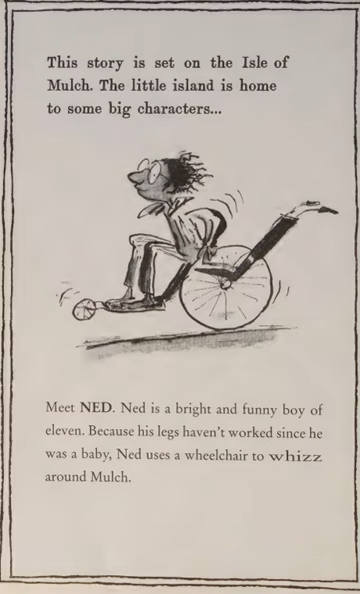 This story is set on the Isle of
Mulch. The little island is home
to some big characters...
Meet NED. Ned is a bright and funny boy of
eleven. Because his legs haven't worked since he
was a baby, Ned uses a wheelchair to whizz
around Mulch.